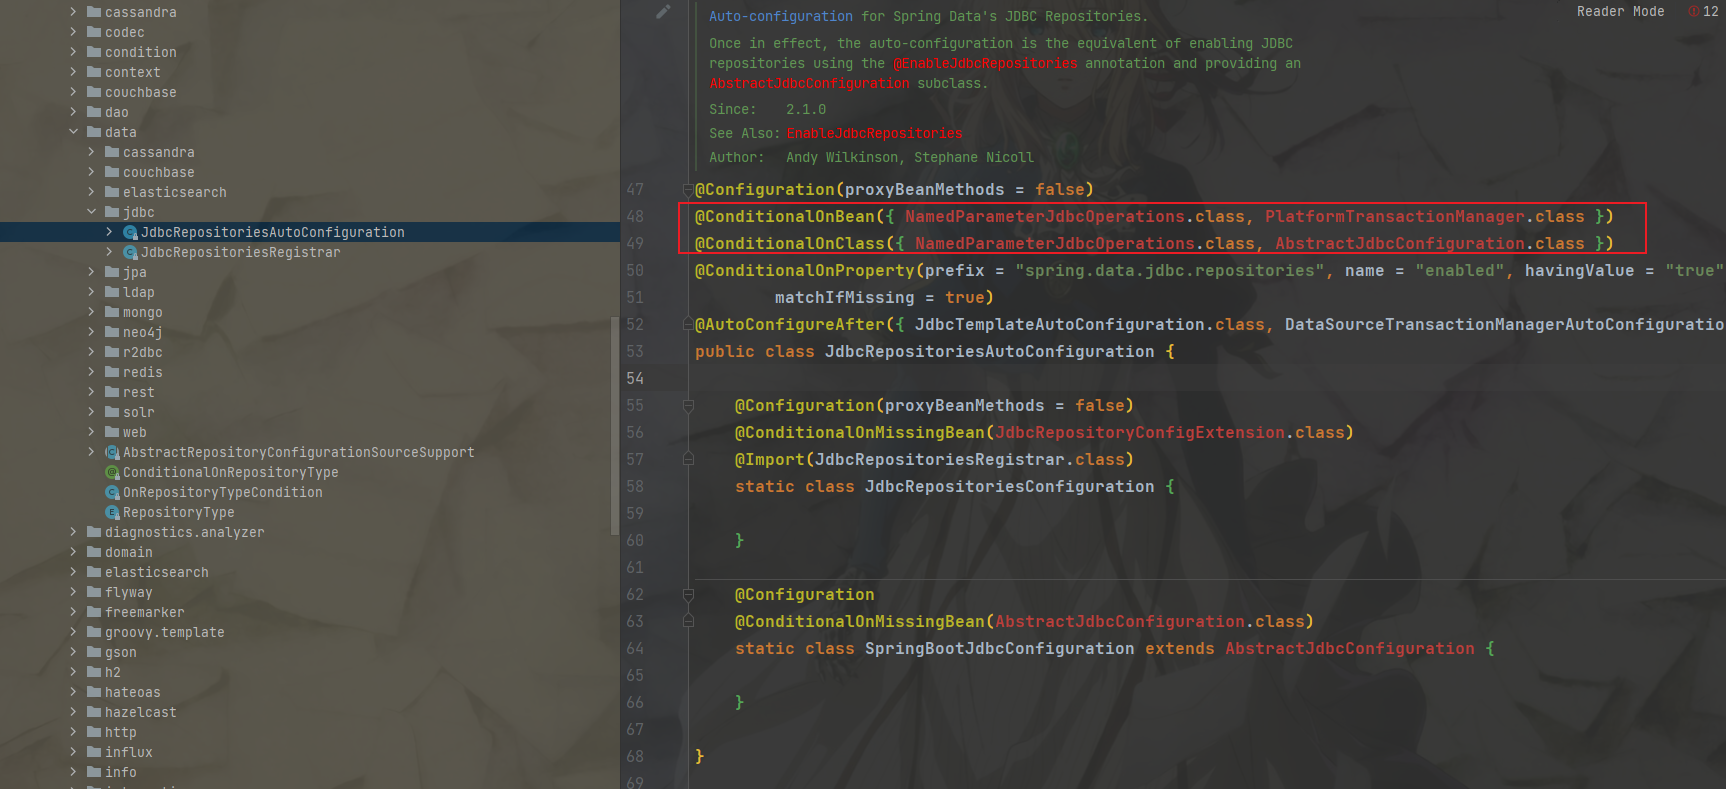 cassandra
codec
condition
context
couchbase
dao
data
cassandra
couchbase
elasticsearch
jdbc
JdbcRepositoriesAutoConfiguration
JdbcRepositoriesRegistrar
jpa
ldap
mongo
neo4j
r2dbc
redis
rest
solr
web
AbstractRepositoryConfigurationSourceSupport
ConditionalOnRepositoryType
OnRepositoryTypeCondition
RepositoryType
diagnostics.analyzer
domain
elasticsearch
flyway
freemarker
groovy.template
gson
h2
hateoas
hazelcast
http
influx
info
Reader Mode 12
Auto-configuration for Spring Data's JDBC Repositories.
Once in effect, the auto-configuration is the equivalent of enabling JDBC
repositories using the @EnableJdbcRepositories annotation and providing an
AbstractJdbcConfiguration subclass.
Since: 2.1.0
See Also: EnableJdbcRepositories
Author: Andy Wilkinson, Stephane Nicoll
47 @Configuration(proxyBeanMethods = false)
48 @ConditionalOnBean({ NamedParameterJdbcOperations.class, PlatformTransactionManager.class })
49 @ConditionalOnClass({ NamedParameterJdbcOperations.class, AbstractJdbcConfiguration.class })
50 @ConditionalOnProperty(prefix = "spring.data.jdbc.repositories", name = "enabled", havingValue = "true"
51 matchIfMissing = true)
52 @AutoConfigureAfter({ JdbcTemplateAutoConfiguration.class, DataSourceTransactionManagerAutoConfiguratio
53 public class JdbcRepositoriesAutoConfiguration {
54
55 @Configuration(proxyBeanMethods = false)
56 @ConditionalOnMissingBean(JdbcRepositoryConfigExtension.class)
57 @Import(JdbcRepositoriesRegistrar.class)
58 static class JdbcRepositoriesConfiguration {
59
60 }
61
62 @Configuration
63 @ConditionalOnMissingBean(AbstractJdbcConfiguration.class)
64 static class SpringBootJdbcConfiguration extends AbstractJdbcConfiguration {
65
66 }
67
68 }
69